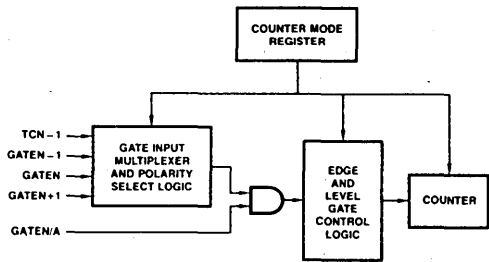 COUNTER MODE
REGISTER
TCN-1
GATEN-1
GATEN
GATEN+1
GATEN/A
GATE INPUT
MULTIPLEXER
AND POLARITY
SELECT LOGIC
EDGE
AND
LEVEL
GATE
CONTROL
LOGIC
COUNTER